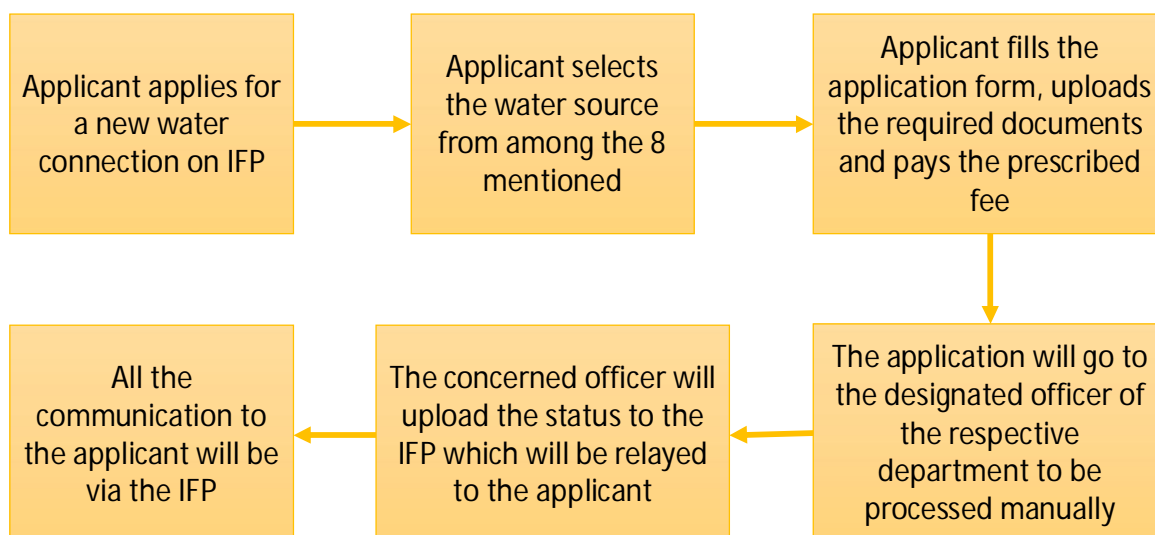 Applicant applies for
a new water
connection on IFP
Applicant selects
the water source
from among the 8
mentioned
Applicant fills the
application form, uploads
the required documents
and pays the prescribed
fee
The application will go to
the designated officer of
the respective
department to be
processed manually
The concerned officer will
upload the status to the
IFP which will be relayed
to the applicant
All the
communication to
the applicant will be
via the IFP